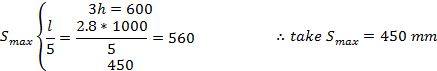 3h = 600
S_max { l/5 = 2.8 * 1000/5 = 560 ∴ take S_max = 450 mm
450